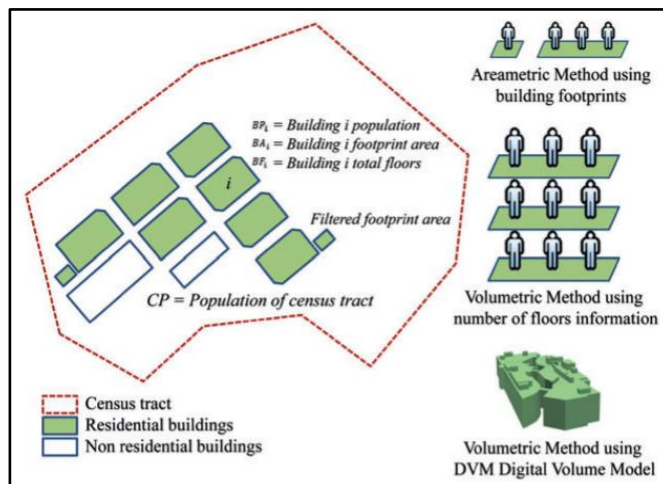 BPᵢ = Building i population
BAᵢ = Building i footprint area
BFᵢ = Building i total floors
i
Filtered footprint area
CP = Population of census tract
Census tract
Residential buildings
Non residential buildings
Areametric Method using
building footprints
Volumetric Method using
number of floors information
Volumetric Method using
DVM Digital Volume Model